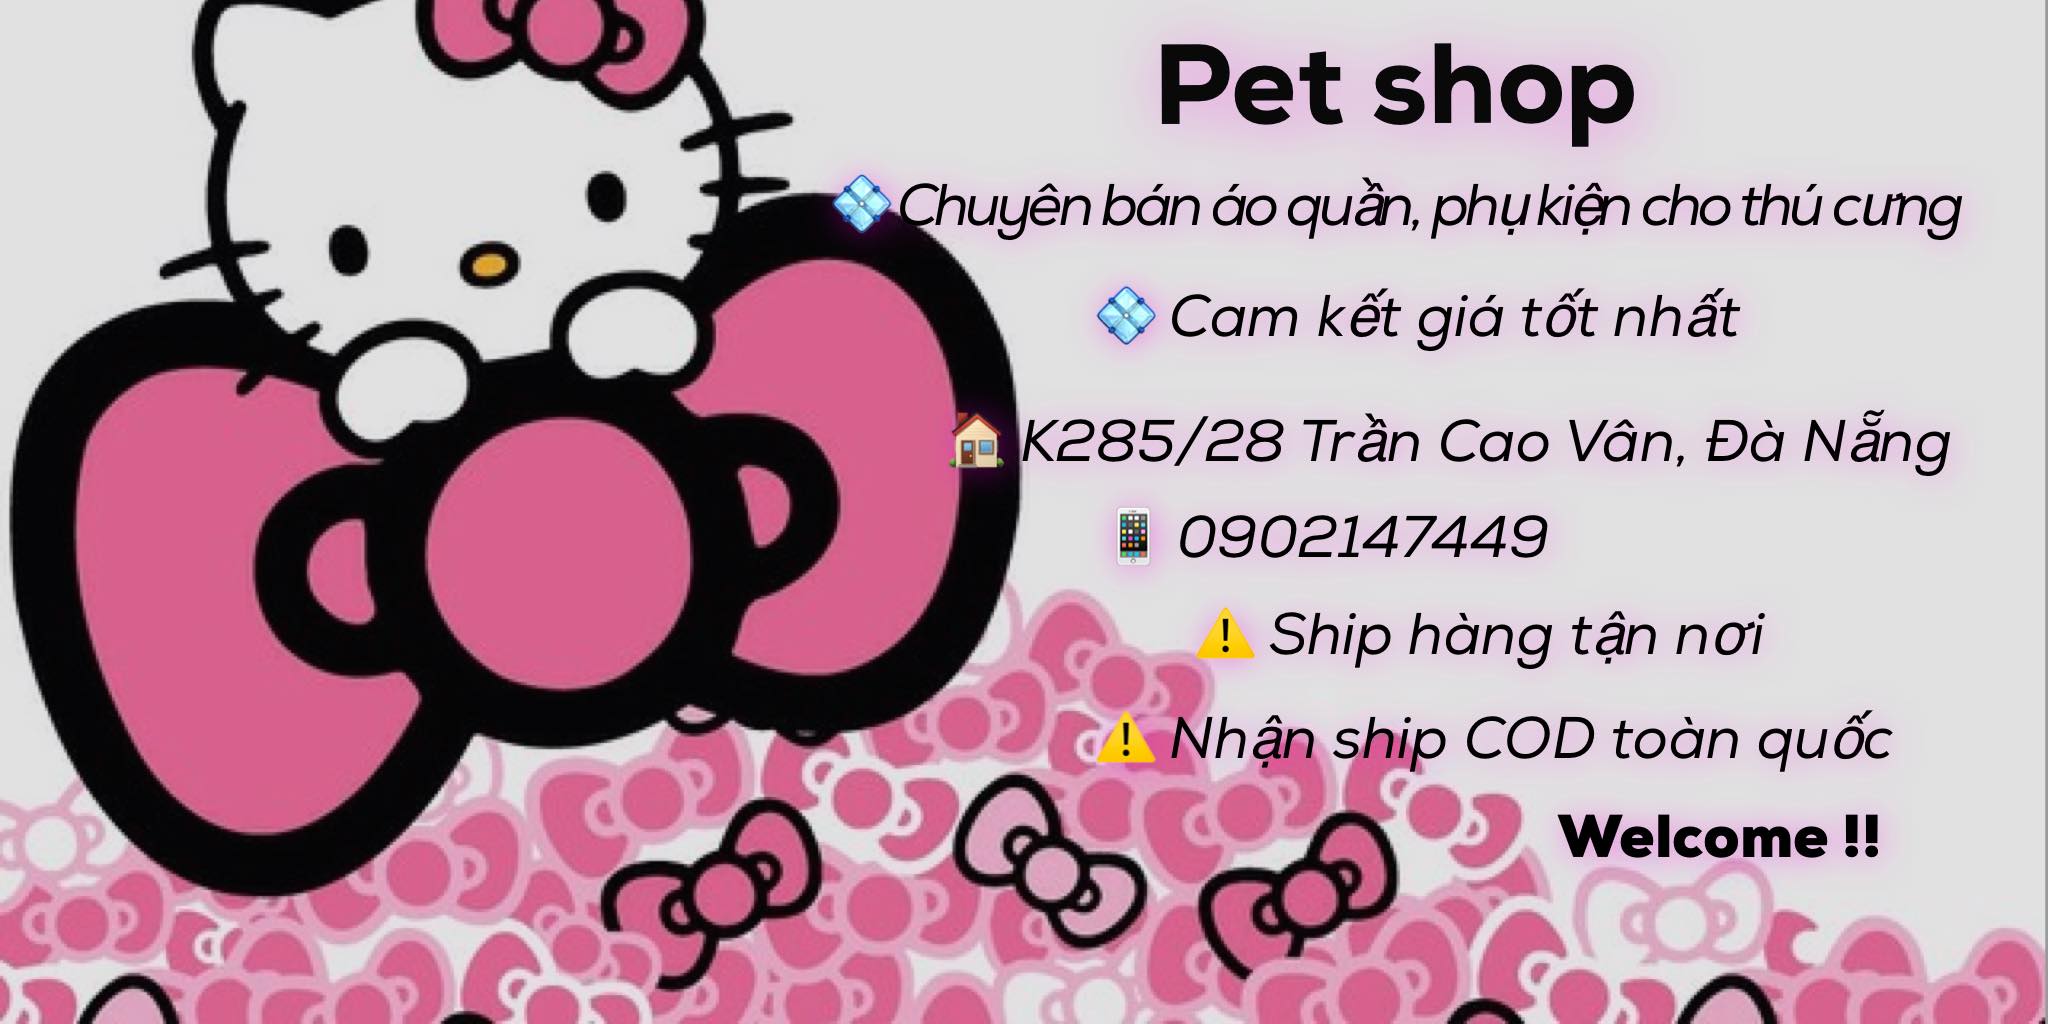 Pet shop
💠Chuyên bán áo quần, phụ kiện cho thú cưng
💠 Cam kết giá tốt nhất
🏠 K285/28 Trần Cao Vân, Đà Nẵng
📱 0902147449
⚠️ Ship hàng tận nơi
⚠️ Nhận ship COD toàn quốc
Welcome !!